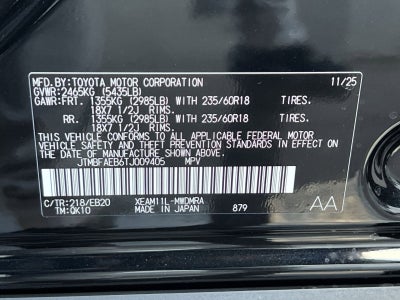 MFD.BY:TOYOTA MOTOR CORPORATION 11/25
GVWR:2465KG (5435LB)
GAWR:FRT. 1355KG (2985LB) WITH 235/60R18 TIRES.
18X7 1/2J RIMS.
RR. 1355KG (2985LB) WITH 235/60R18 TIRES.
18X7 1/2J RIMS.
THIS VEHICLE CONFORMS TO ALL APPLICABLE FEDERAL MOTOR
VEHICLE SAFETY AND THEFT PREVENTION STANDARDS IN EFFECT
ON THE DATE OF MANUFACTURE SHOWN ABOVE.
JTMBFAEB6TJ009405 MPV
C/TR:218/EB20 XEAM11L-MWDMRA
TM:QK10 MADE IN JAPAN 879 AA